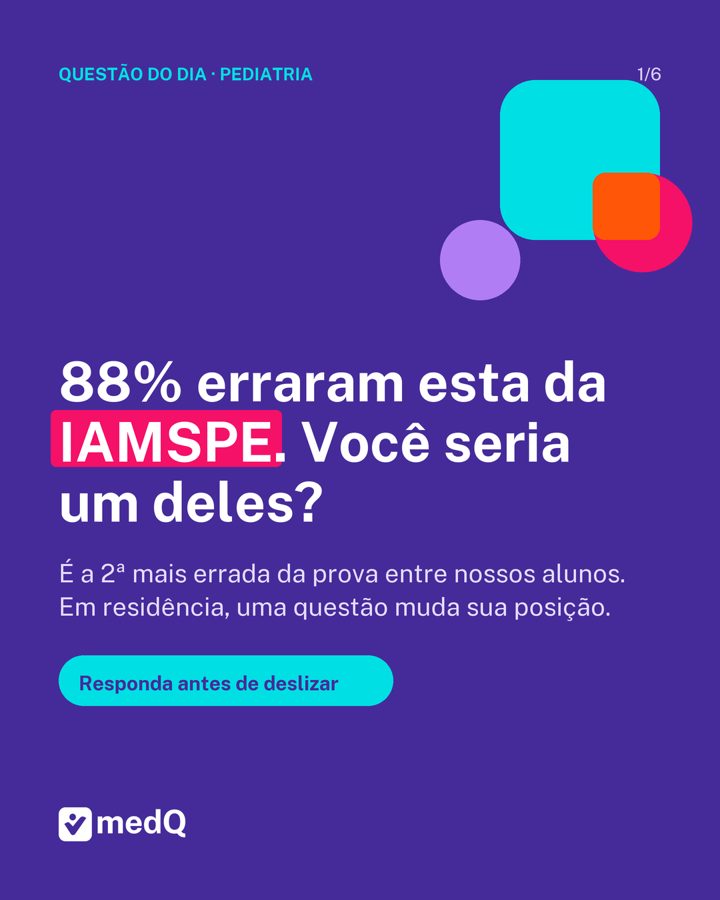 QUESTÃO DO DIA · PEDIATRIA
1/6
88% erraram esta da
IAMSPE. Você seria
um deles?
É a 2ª mais errada da prova entre nossos alunos.
Em residência, uma questão muda sua posição.
Responda antes de deslizar
medQ